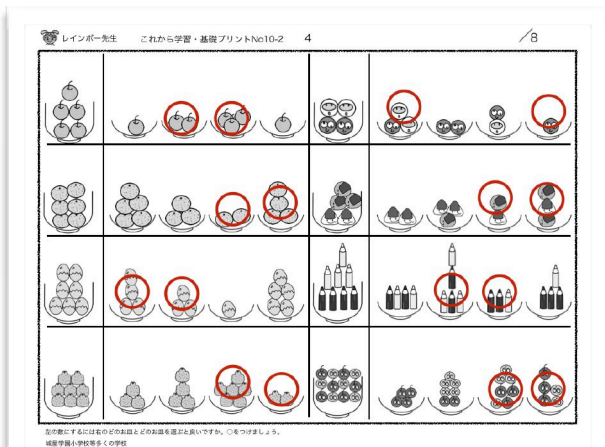 レインボー先生 これから学習・基礎プリントNo10-2 4 /8
左の数にするには右のどのお皿とどのお皿を選ぶと良いですか。○をつけましょう。
城星学園小学校等多くの学校